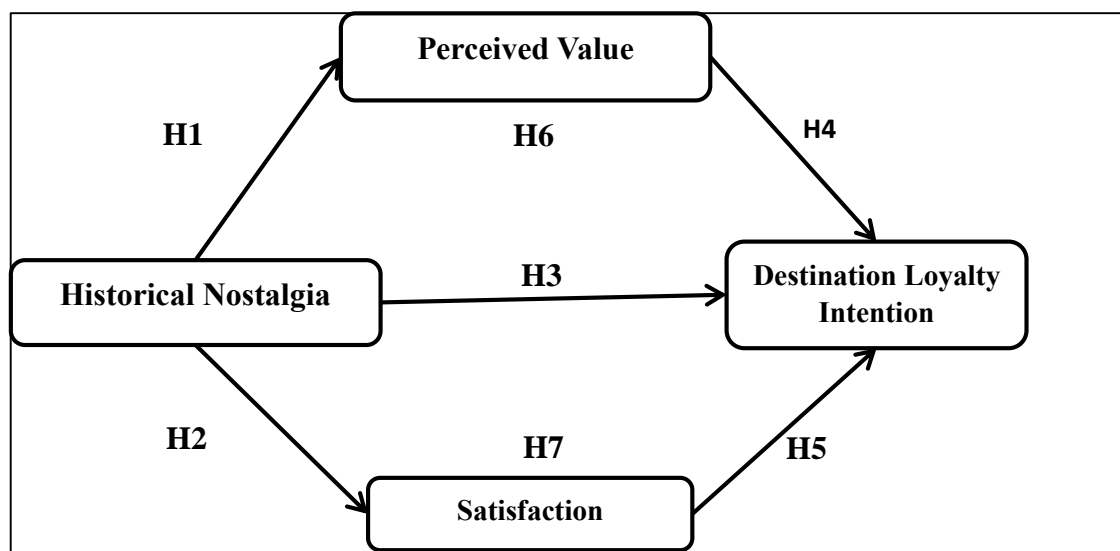 Perceived Value
H1
H6
H4
Historical Nostalgia
H3
Destination Loyalty
Intention
H2
H7
H5
Satisfaction